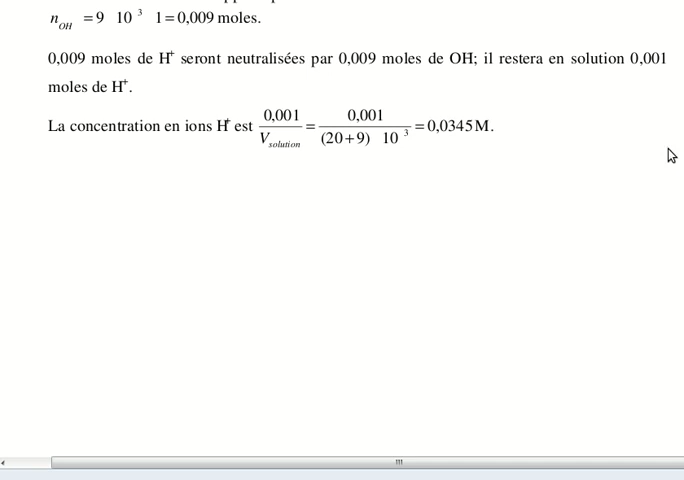 n_OH = 9 10 3 1 = 0,009 moles.
0,009 moles de H+ seront neutralisées par 0,009 moles de OH-; il restera en solution 0,001
moles de H+.
La concentration en ions H+ est 0,001 / V_solution = 0,001 / (20+9) 10 3 = 0,0345 M.